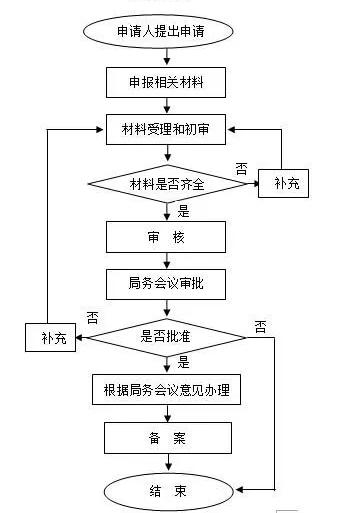 申请人提出申请
申报相关材料
材料受理和初审
否
材料是否齐全
补充
是
审 核
局务会议审批
否
否
是否批准
补充
是
根据局务会议意见办理
备 案
结 束